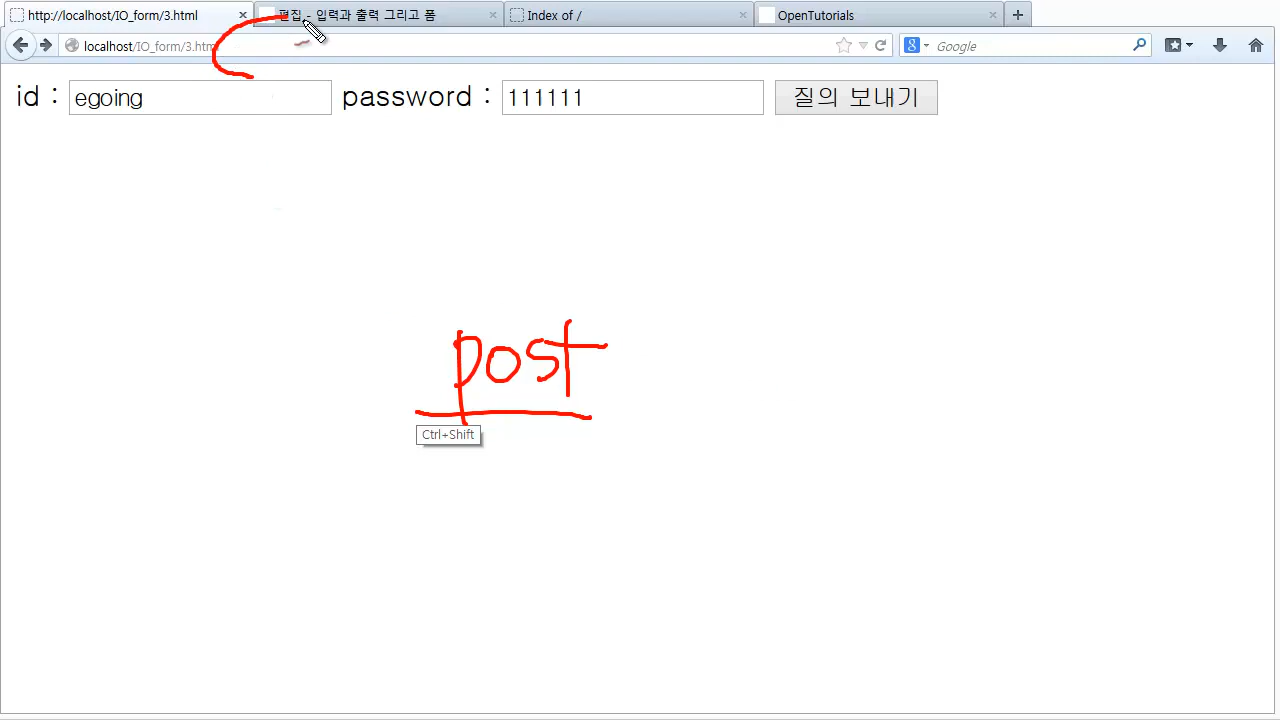 http://localhost/IO_form/3.html 편집 - 입력과 출력 그리고 폼 Index of / OpenTutorials
localhost/IO_form/3.htm Google
id : egoing password : 111111 질의 보내기
post
Ctrl+Shift